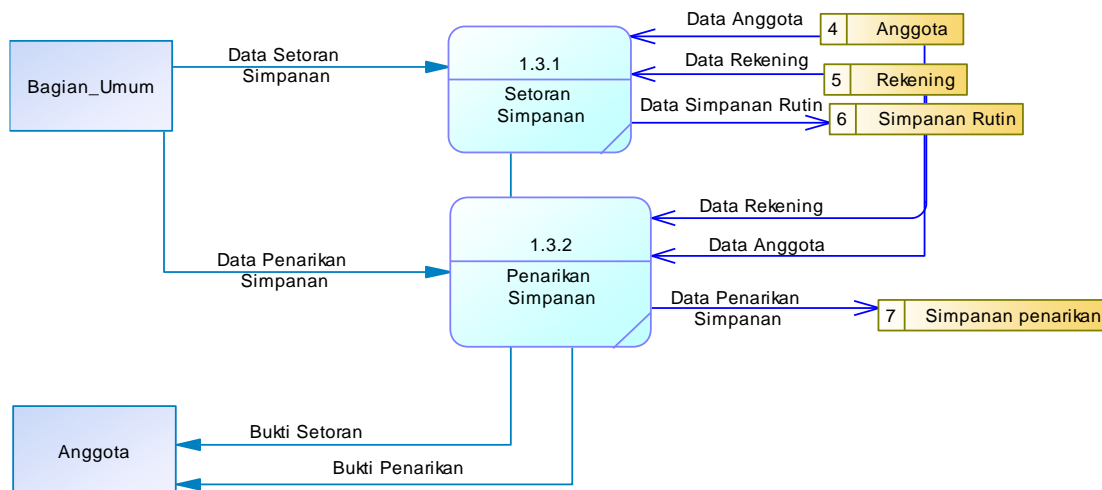 Data Anggota
4 Anggota
Data Setoran
Simpanan
1.3.1
Data Rekening
5 Rekening
Bagian_Umum
Setoran
Simpanan
Data Simpanan Rutin
6 Simpanan Rutin
Data Rekening
1.3.2
Data Anggota
Data Penarikan
Simpanan
Penarikan
Simpanan
Data Penarikan
Simpanan
7 Simpanan penarikan
Bukti Setoran
Anggota
Bukti Penarikan